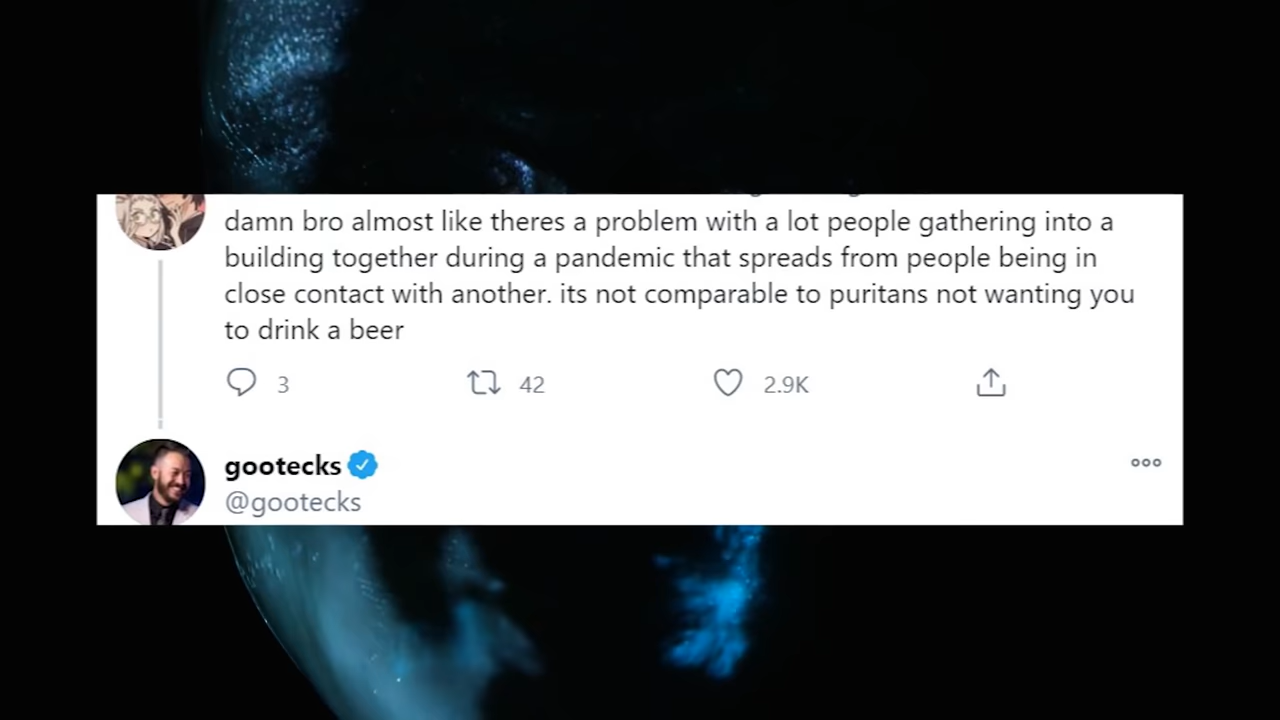 damn bro almost like theres a problem with a lot people gathering into a
building together during a pandemic that spreads from people being in
close contact with another. its not comparable to puritans not wanting you
to drink a beer
3 42 2.9K
gootecks
@gootecks